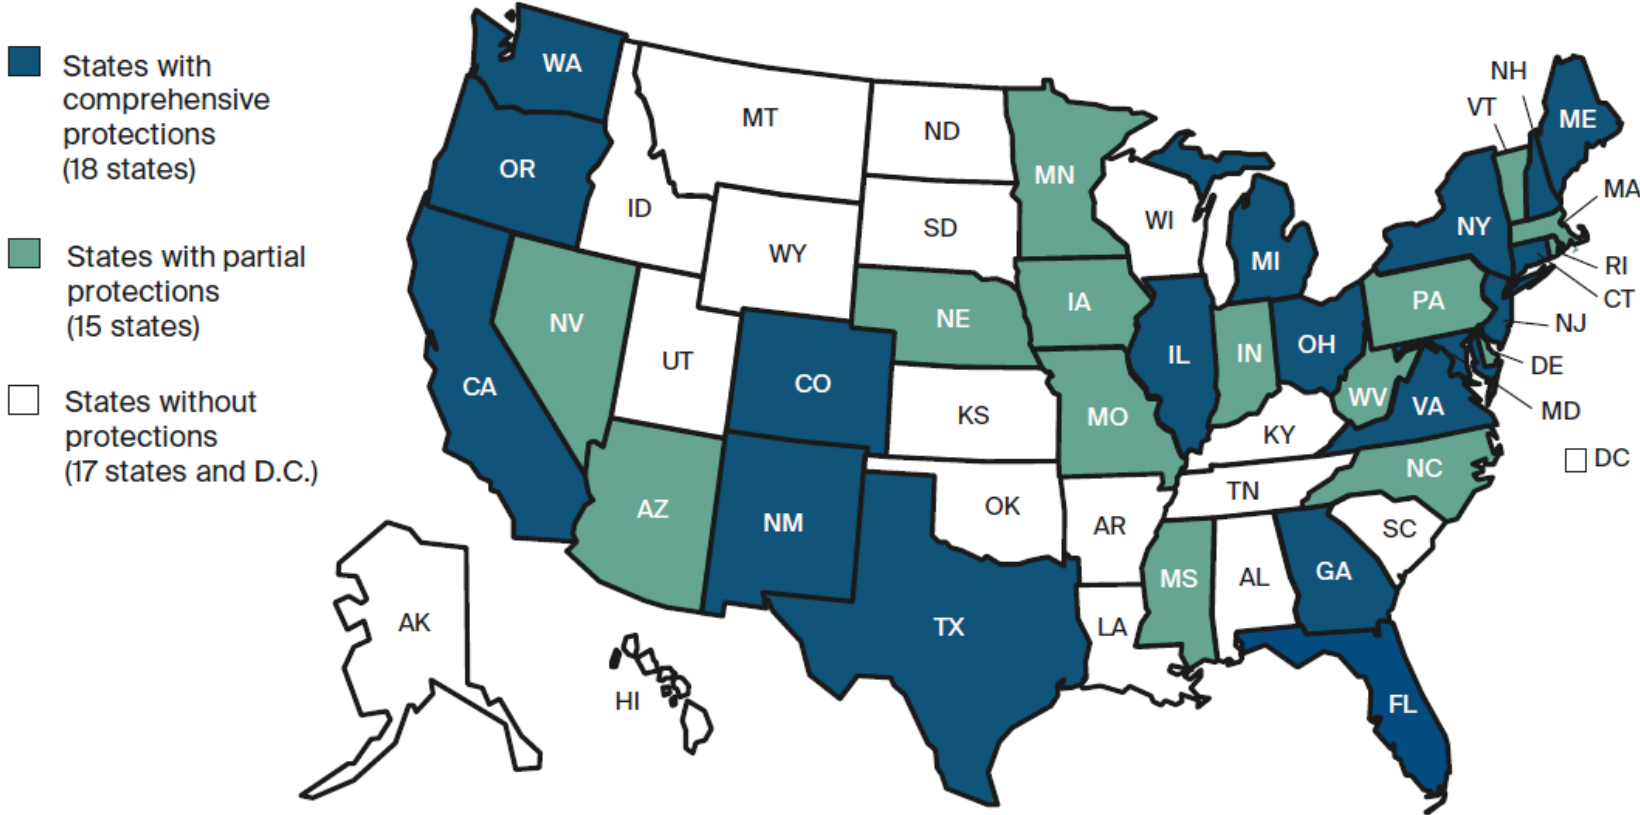 States with
comprehensive
protections
(18 states)
States with partial
protections
(15 states)
States without
protections
(17 states and D.C.)
WA
OR
CA
NV
ID
MT
WY
UT
AZ
CO
NM
ND
SD
NE
KS
OK
TX
MN
IA
MO
AR
LA
WI
IL
MI
IN
OH
KY
TN
MS
AL
GA
FL
SC
NC
VA
WV
PA
NY
VT
NH
ME
MA
RI
CT
NJ
DE
MD
DC
AK
HI